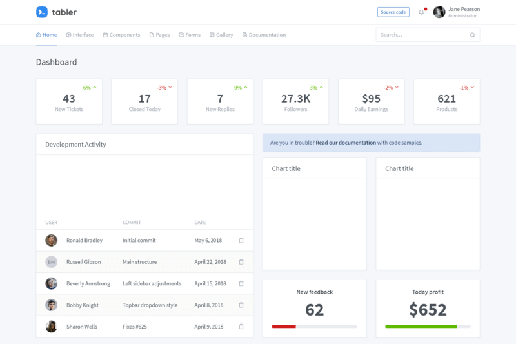 tabler
Source code
Jane Pearson
Administrator
Home Interface Components Pages Forms Gallery Documentation
Search...
Dashboard
6%
43
New Tickets
-3%
17
Closed Today
9%
7
New Replies
3%
27.3K
Followers
-2%
$95
Daily Earnings
-1%
621
Products
Development Activity
USER COMMIT DATE
Ronald Bradley Initial commit May 6, 2018
Russell Gibson Main structure April 22, 2018
Beverly Armstrong Left sidebar adjustments April 15, 2018
Bobby Knight Topbar dropdown style April 8, 2018
Sharon Wells Fixes #625 April 9, 2018
Are you in trouble? Read our documentation with code samples.
Chart title
Chart title
New feedback
62
Today profit
$652